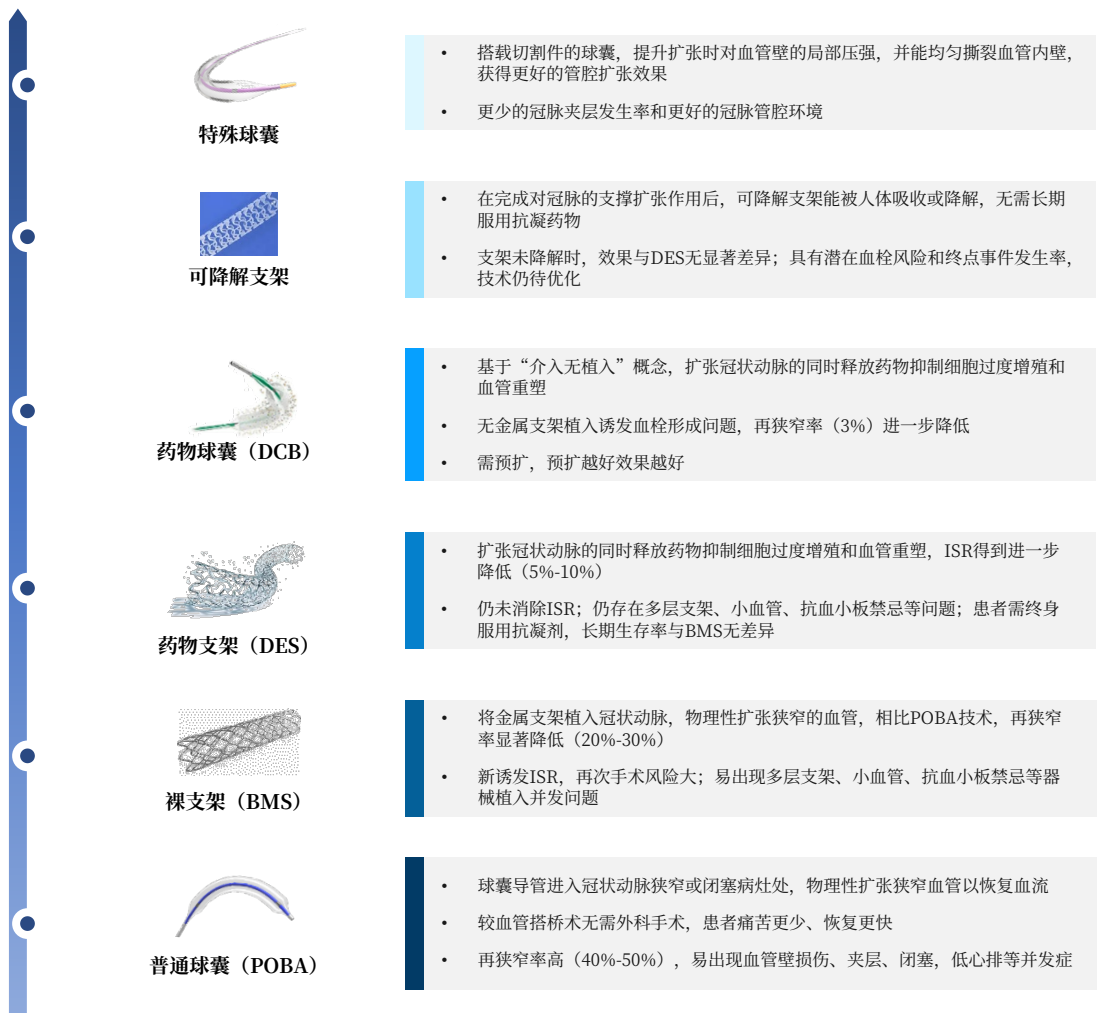 特殊球囊
• 搭载切割件的球囊，提升扩张时对血管壁的局部压强，并能均匀撕裂血管内壁，
获得更好的管腔扩张效果
• 更少的冠脉夹层发生率和更好的冠脉管腔环境
可降解支架
• 在完成对冠脉的支撑扩张作用后，可降解支架能被人体吸收或降解，无需长期
服用抗凝药物
• 支架未降解时，效果与DES无显著差异；具有潜在血栓风险和终点事件发生率，
技术仍待优化
药物球囊（DCB）
• 基于“介入无植入”概念，扩张冠状动脉的同时释放药物抑制细胞过度增殖和
血管重塑
• 无金属支架植入诱发血栓形成问题，再狭窄率（3%）进一步降低
• 需预扩，预扩越好效果越好
药物支架（DES）
• 扩张冠状动脉的同时释放药物抑制细胞过度增殖和血管重塑，ISR得到进一步
降低（5%-10%）
• 仍未消除ISR；仍存在多层支架、小血管、抗血小板禁忌等问题；患者需终身
服用抗凝剂，长期生存率与BMS无差异
裸支架（BMS）
• 将金属支架植入冠状动脉，物理性扩张狭窄的血管，相比POBA技术，再狭窄
率显著降低（20%-30%）
• 新诱发ISR，再次手术风险大；易出现多层支架、小血管、抗血小板禁忌等器
械植入并发问题
普通球囊（POBA）
• 球囊导管进入冠状动脉狭窄或闭塞病灶处，物理性扩张狭窄血管以恢复血流
• 较血管搭桥术无需外科手术，患者痛苦更少、恢复更快
• 再狭窄率高（40%-50%），易出现血管壁损伤、夹层、闭塞，低心排等并发症